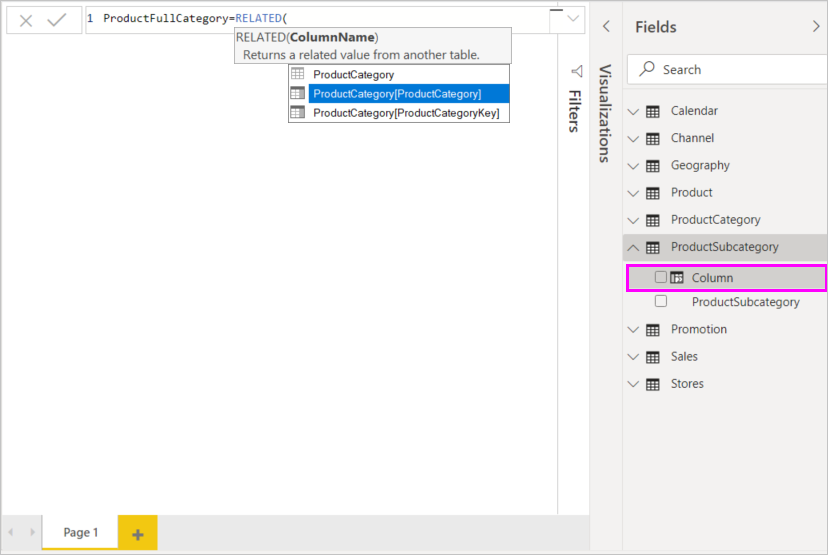 1 ProductFullCategory=RELATED(
RELATED(ColumnName)
Returns a related value from another table.
ProductCategory
ProductCategory[ProductCategory]
ProductCategory[ProductCategoryKey]
Filters
Visualizations
Fields
Search
Calendar
Channel
Geography
Product
ProductCategory
ProductSubcategory
Column
ProductSubcategory
Promotion
Sales
Stores
Page 1